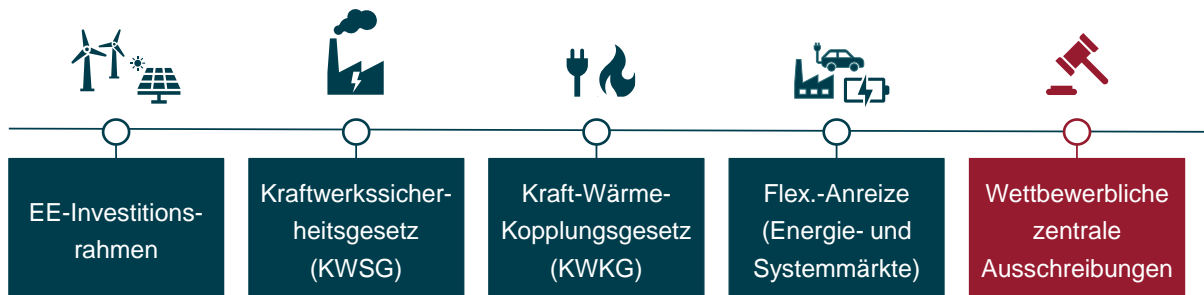 EE-Investitions-
rahmen
Kraftwerkssicher-
heitsgesetz
(KWSG)
Kraft-Wärme-
Kopplungsgesetz
(KWKG)
Flex.-Anreize
(Energie- und
Systemmärkte)
Wettbewerbliche
zentrale
Ausschreibungen